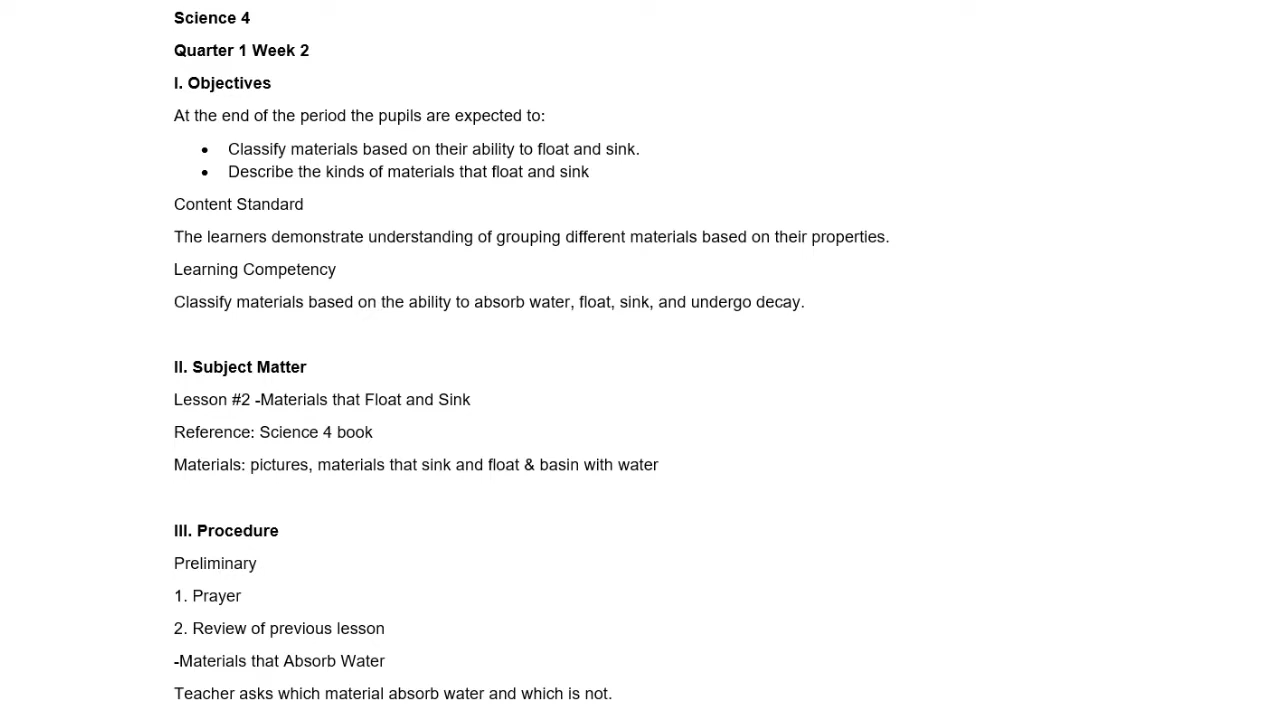 Science 4
Quarter 1 Week 2
I. Objectives
At the end of the period the pupils are expected to:
• Classify materials based on their ability to float and sink.
• Describe the kinds of materials that float and sink
Content Standard
The learners demonstrate understanding of grouping different materials based on their properties.
Learning Competency
Classify materials based on the ability to absorb water, float, sink, and undergo decay.
II. Subject Matter
Lesson #2 -Materials that Float and Sink
Reference: Science 4 book
Materials: pictures, materials that sink and float & basin with water
III. Procedure
Preliminary
1. Prayer
2. Review of previous lesson
-Materials that Absorb Water
Teacher asks which material absorb water and which is not.